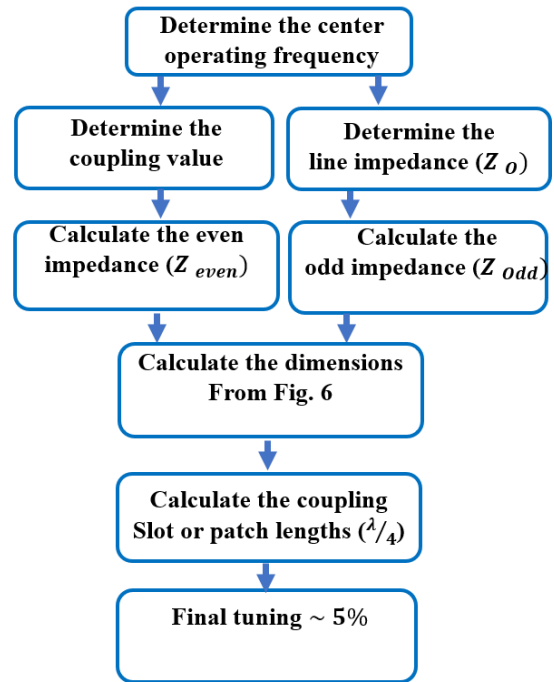 Determine the center
operating frequency
Determine the
coupling value
Determine the
line impedance (Z O)
Calculate the even
impedance (Z even)
Calculate the
odd impedance (Z Odd)
Calculate the dimensions
From Fig. 6
Calculate the coupling
Slot or patch lengths (λ/4)
Final tuning ~ 5%